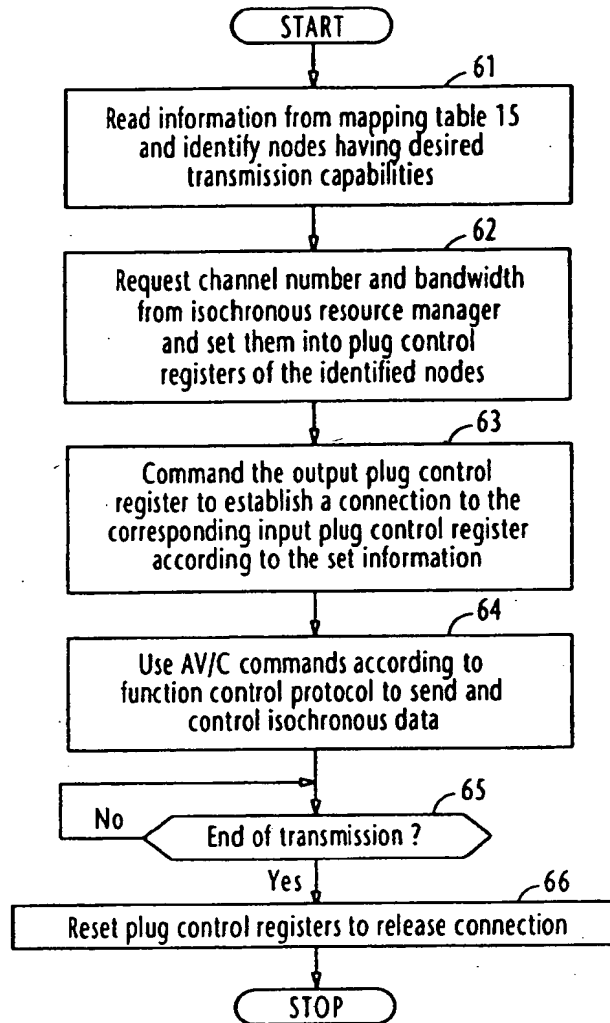 START
61
Read information from mapping table 15
and identify nodes having desired
transmission capabilities
62
Request channel number and bandwidth
from isochronous resource manager
and set them into plug control
registers of the identified nodes
63
Command the output plug control
register to establish a connection to the
corresponding input plug control register
according to the set information
64
Use AV/C commands according to
function control protocol to send and
control isochronous data
65
No
End of transmission ?
Yes
66
Reset plug control registers to release connection
STOP